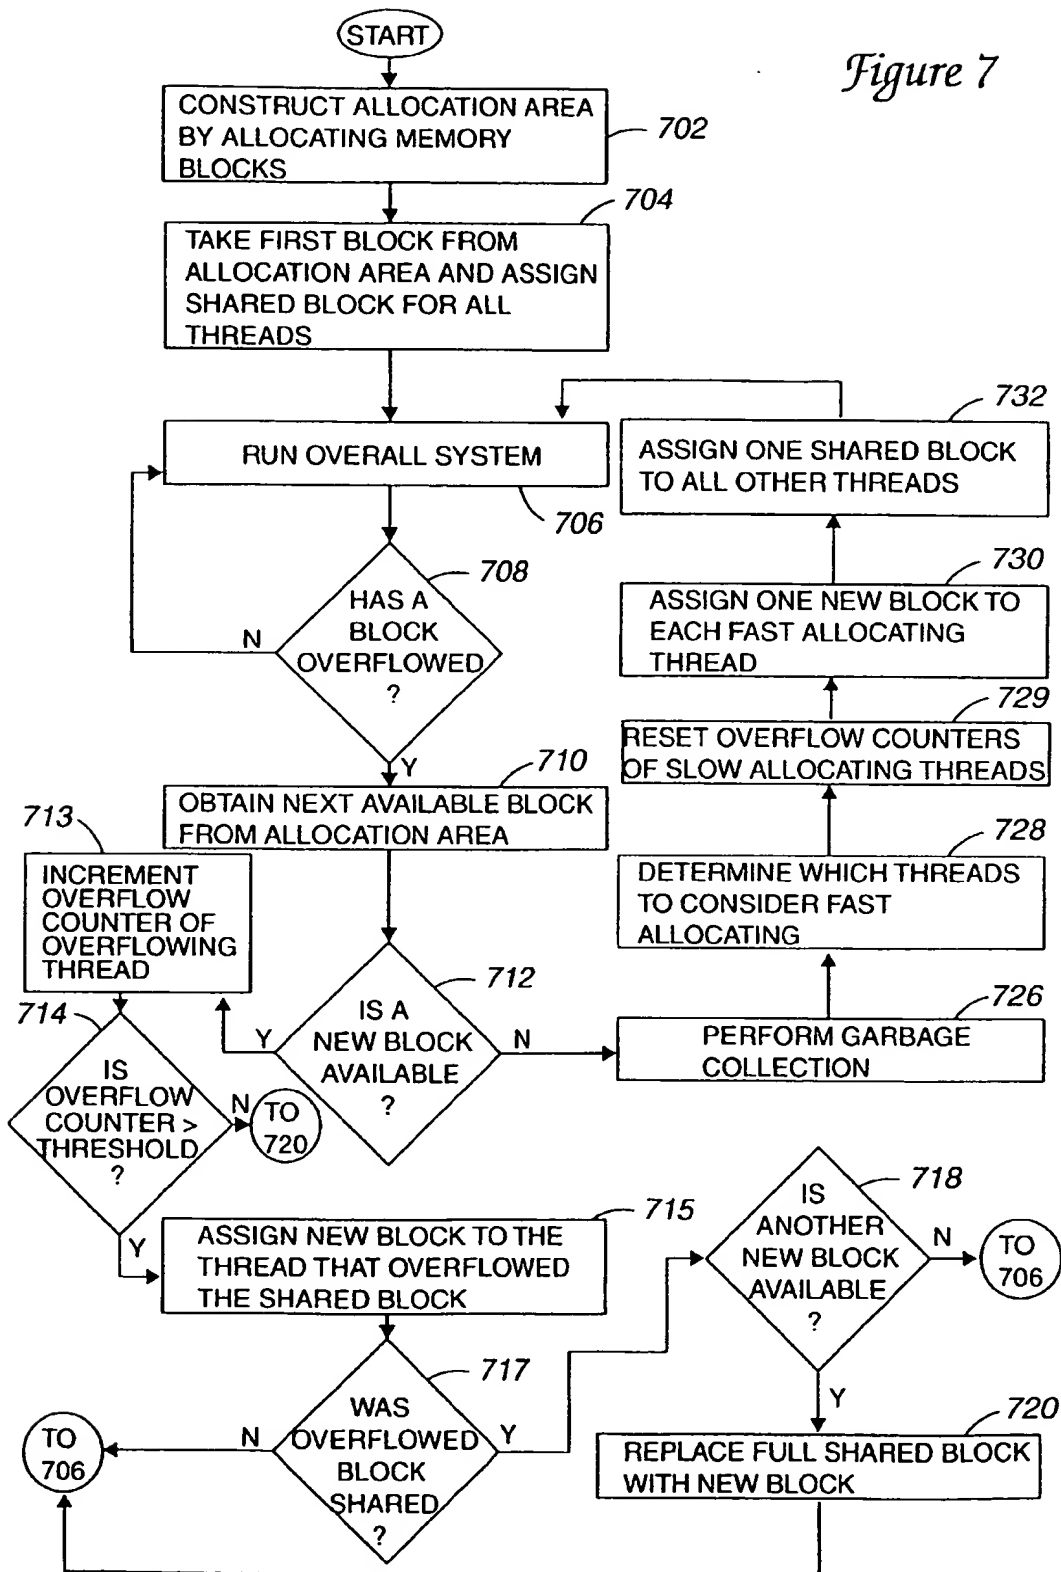 START
Figure 7
CONSTRUCT ALLOCATION AREA
BY ALLOCATING MEMORY
BLOCKS
702
704
TAKE FIRST BLOCK FROM
ALLOCATION AREA AND ASSIGN
SHARED BLOCK FOR ALL
THREADS
RUN OVERALL SYSTEM
706
732
ASSIGN ONE SHARED BLOCK
TO ALL OTHER THREADS
708
HAS A
BLOCK
OVERFLOWED
?
N
Y
730
ASSIGN ONE NEW BLOCK TO
EACH FAST ALLOCATING
THREAD
729
RESET OVERFLOW COUNTERS
OF SLOW ALLOCATING THREADS
710
OBTAIN NEXT AVAILABLE BLOCK
FROM ALLOCATION AREA
728
DETERMINE WHICH THREADS
TO CONSIDER FAST
ALLOCATING
713
INCREMENT
OVERFLOW
COUNTER OF
OVERFLOWING
THREAD
712
IS A
NEW BLOCK
AVAILABLE
?
Y
N
726
PERFORM GARBAGE
COLLECTION
714
IS
OVERFLOW
COUNTER >
THRESHOLD
?
N
TO
720
Y
715
ASSIGN NEW BLOCK TO THE
THREAD THAT OVERFLOWED
THE SHARED BLOCK
718
IS
ANOTHER
NEW BLOCK
AVAILABLE
?
N
TO
706
Y
717
WAS
OVERFLOWED
BLOCK
SHARED
?
N
Y
TO
706
720
REPLACE FULL SHARED BLOCK
WITH NEW BLOCK